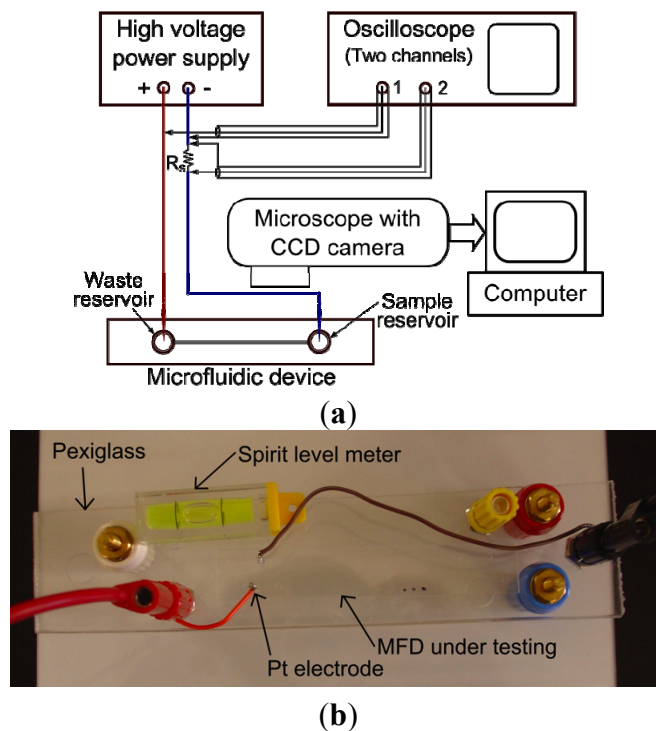 High voltage
power supply
+ -
Oscilloscope
(Two channels)
1 2
Rs
Microscope with
CCD camera
Computer
Waste
reservoir
Sample
reservoir
Microfluidic device
(a)
Pexiglass
Spirit level meter
MFD under testing
Pt electrode
(b)